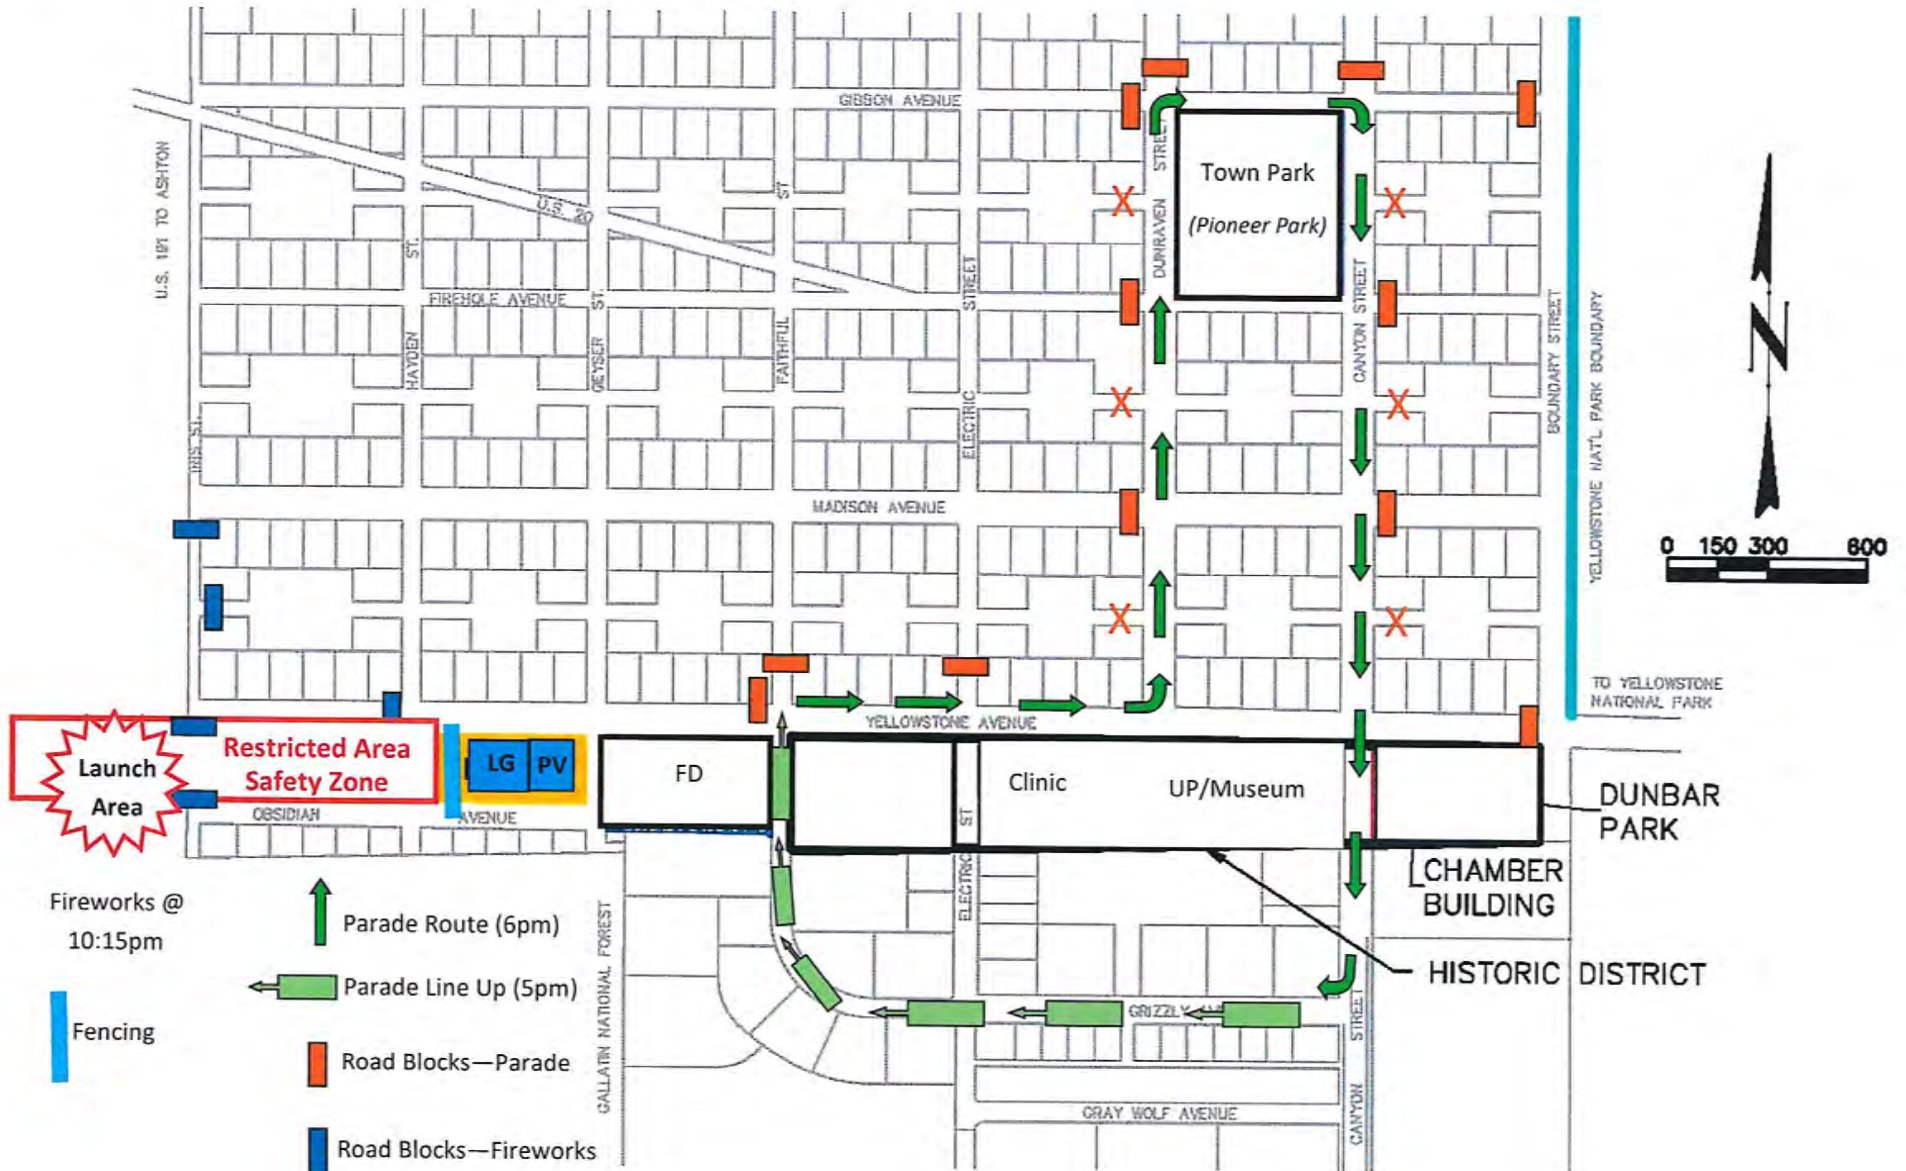 GIBBON AVENUE
U.S. 191 TO ASHTON
U.S. 20
ST
DUNRAVEN STREET
Town Park
(Pioneer Park)
X
X
N
HAYDEN ST.
FIREHOLE AVENUE
GEYSER ST.
FAITHFUL
ELECTRIC STREET
CANYON STREET
BOUNDARY STREET
YELLOWSTONE NAT'L PARK BOUNDARY
X
X
IRIS ST.
MADISON AVENUE
0 150 300 600
X
X
TO YELLOWSTONE
NATIONAL PARK
YELLOWSTONE AVENUE
Launch
Area
Restricted Area
Safety Zone
LG
PV
FD
Clinic
UP/Museum
DUNBAR
PARK
OBSIDIAN AVENUE
ELECTRIC ST
CHAMBER
BUILDING
HISTORIC DISTRICT
Fireworks @
10:15pm
Parade Route (6pm)
Parade Line Up (5pm)
Fencing
Road Blocks—Parade
Road Blocks—Fireworks
GALLATIN NATIONAL FOREST
GRIZZLY
CANYON STREET
GRAY WOLF AVENUE